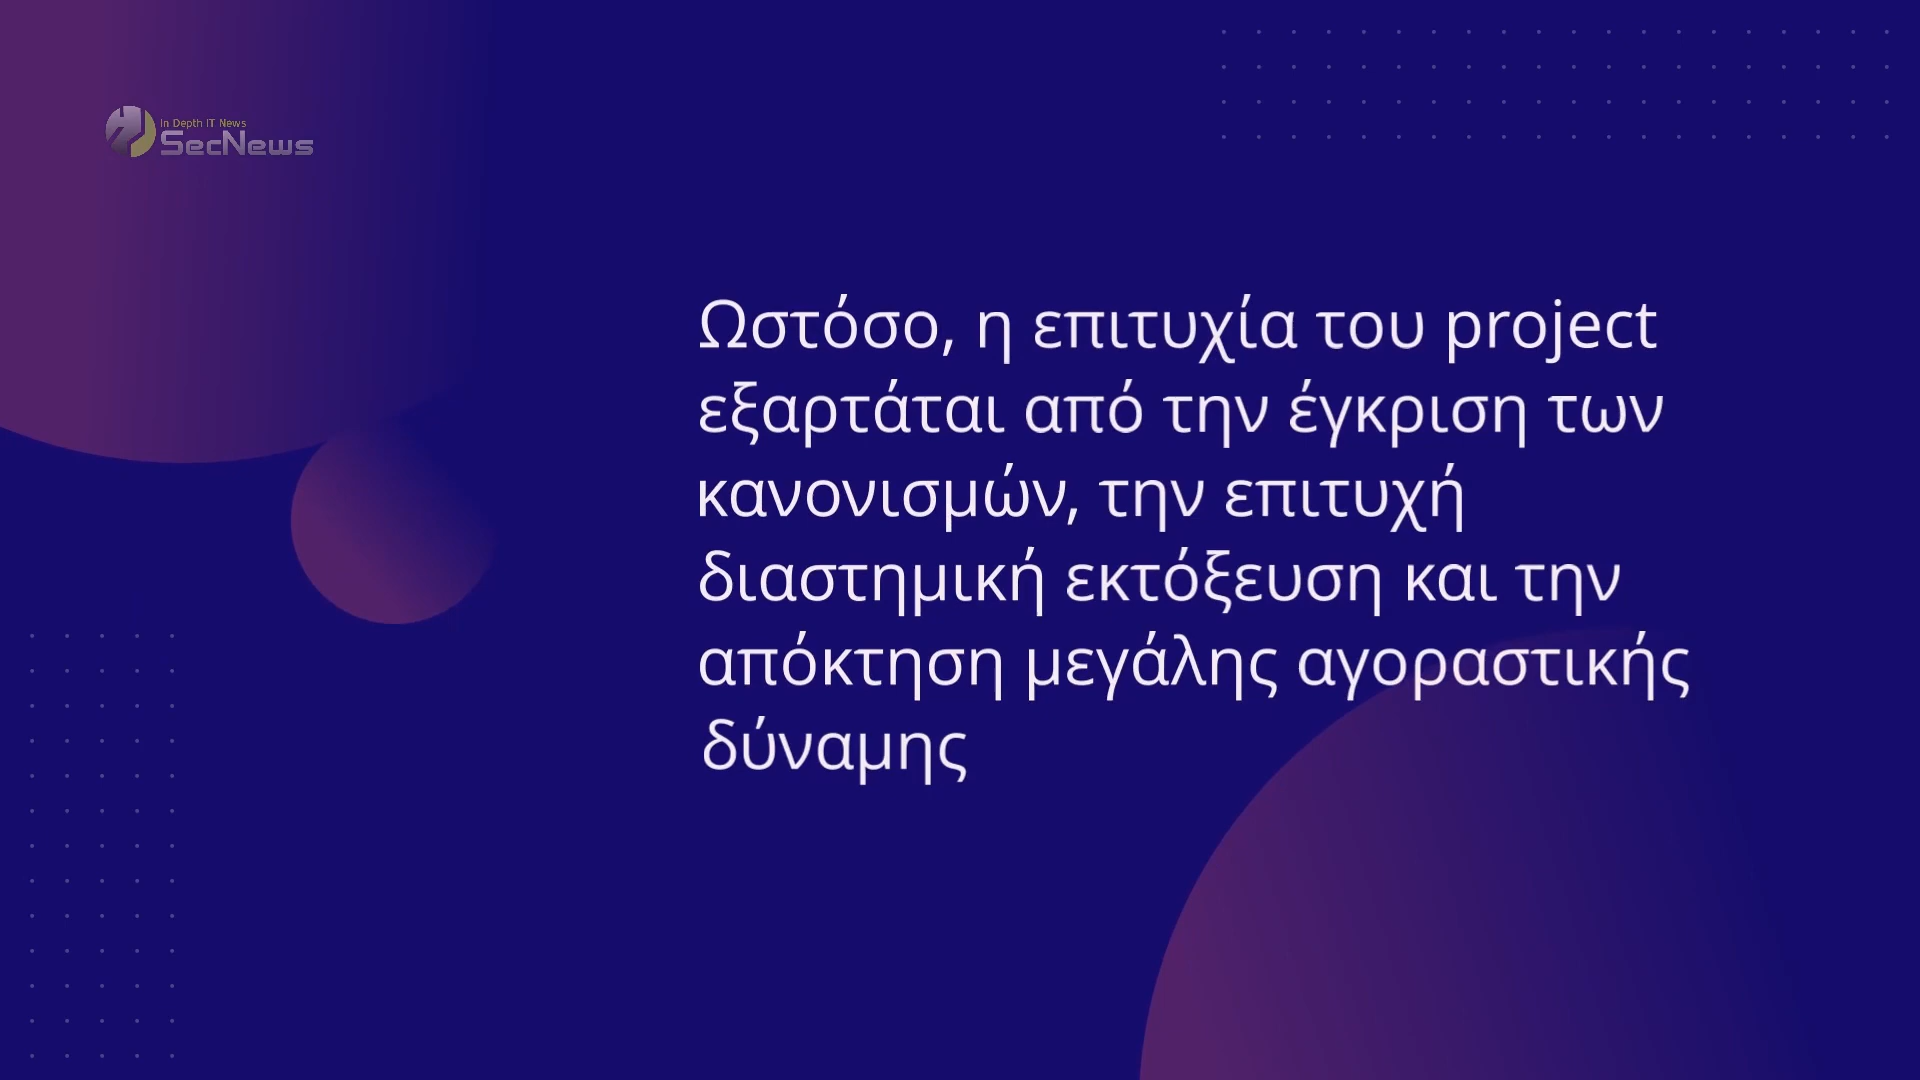 In Depth IT News
SecNews
Ωστόσο, η επιτυχία του project
εξαρτάται από την έγκριση των
κανονισμών, την επιτυχή
διαστημική εκτόξευση και την
απόκτηση μεγάλης αγοραστικής
δύναμης